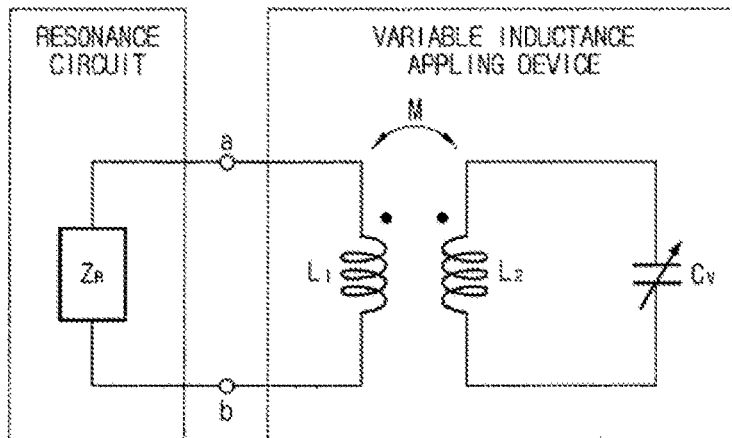 RESONANCE
CIRCUIT
VARIABLE INDUCTANCE
APPLING DEVICE
M
a
ZR
L1
L2
CV
b